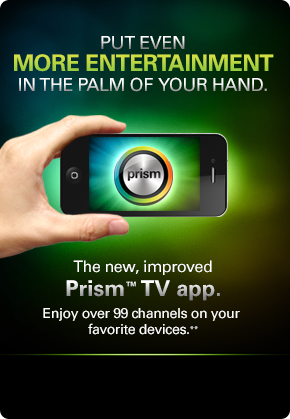 PUT EVEN
MORE ENTERTAINMENT
IN THE PALM OF YOUR HAND.
prism
The new, improved
Prism™ TV app.
Enjoy over 99 channels on your
favorite devices.**